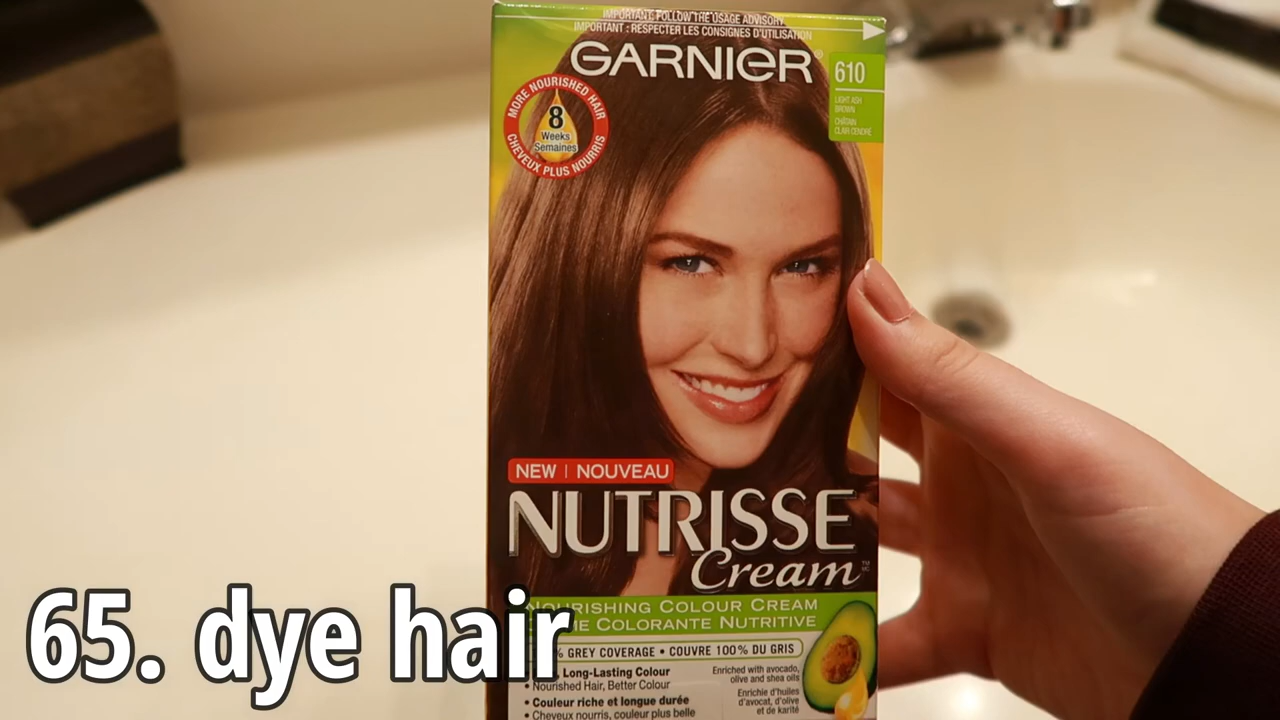 IMPORTANT: FOLLOW THE USAGE ADVISORY
IMPORTANT : RESPECTER LES CONSIGNES D'UTILISATION
GARNIER
610
LIGHT ASH
BROWN
CHÂTAIN
CLAIR CENDRÉ
MORE NOURISHED HAIR
8
Weeks
Semaines
CHEVEUX PLUS NOURRIS
NEW | NOUVEAU
NUTRISSE
Cream
NOURISHING COLOUR CREAM
COLORANTE NUTRITIVE
% GREY COVERAGE • COUVRE 100% DU GRIS
Long-Lasting Colour
• Nourished Hair, Better Colour
• Couleur riche et longue durée
• Cheveux nourris, couleur plus belle
Enriched with avocado,
olive and shea oils
Enrichie d'huiles
d'avocat, d'olive
et de karité
65. dye hair